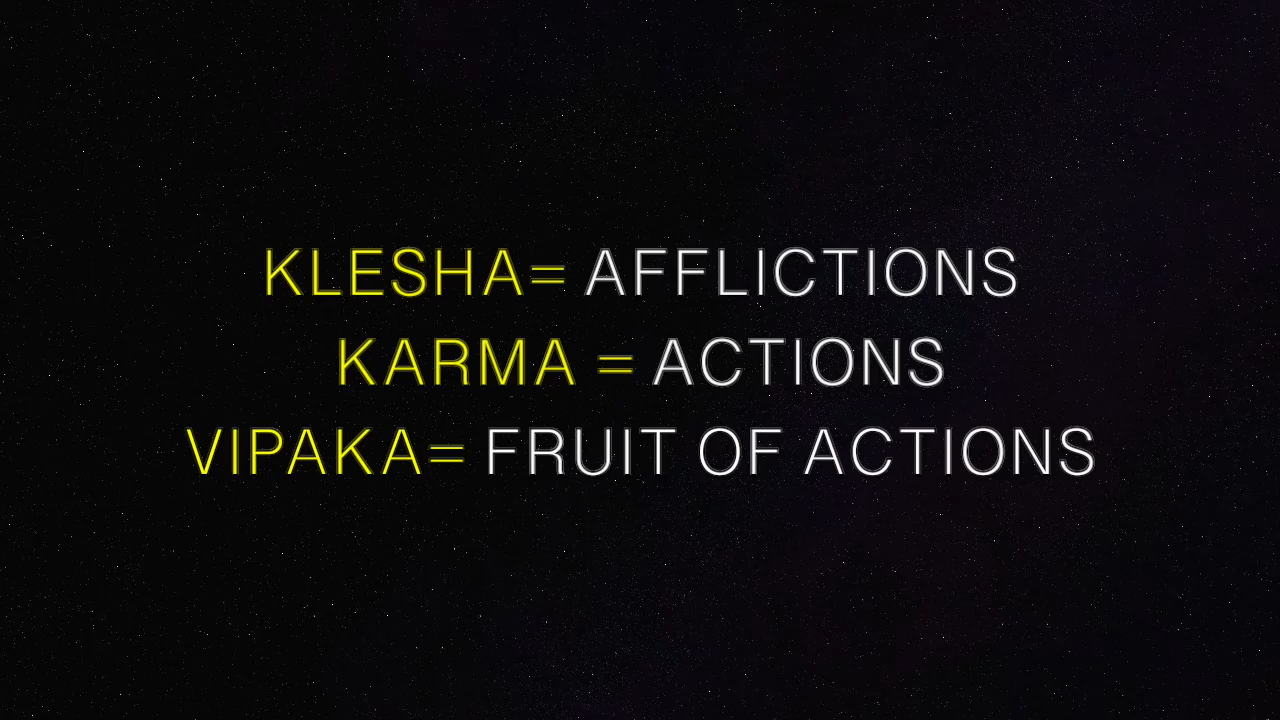 KLESHA= AFFLICTIONS
KARMA = ACTIONS
VIPAKA= FRUIT OF ACTIONS